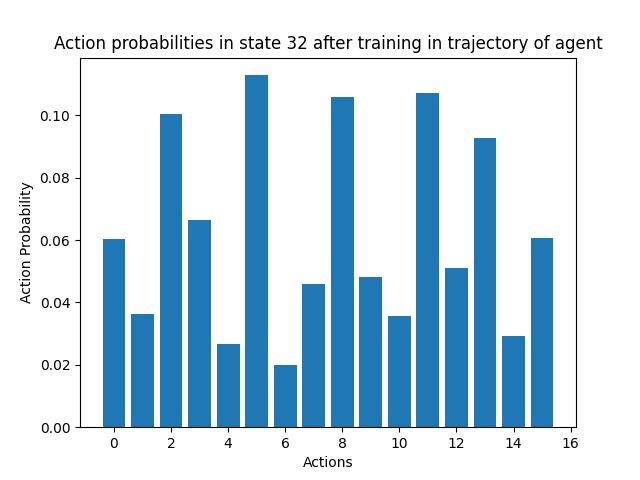 Action probabilities in state 32 after training in trajectory of agent
0.10
0.08
0.06
0.04
0.02
0.00
Action Probability
0 2 4 6 8 10 12 14 16
Actions